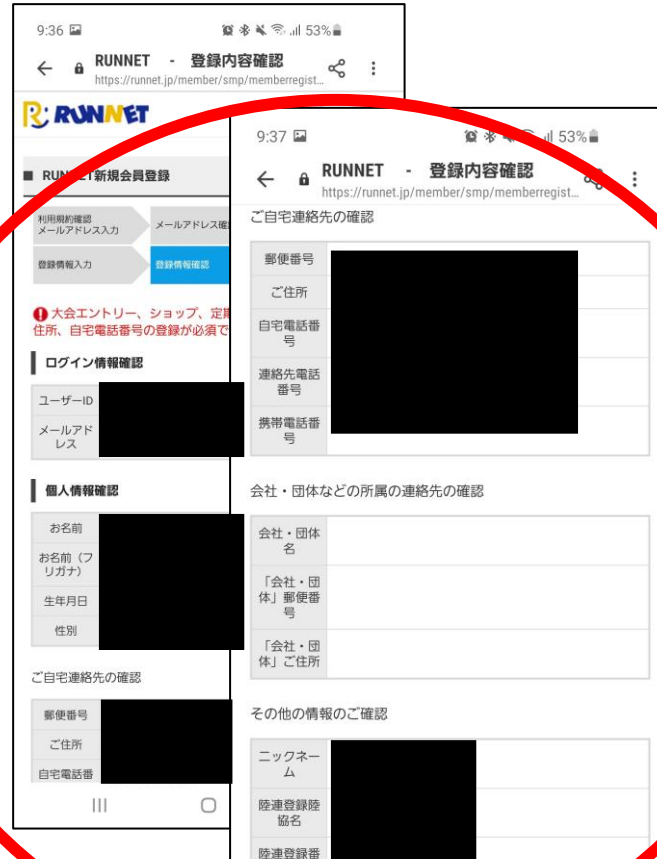 9:36 53%
RUNNET - 登録内容確認
https://runnet.jp/member/smp/memberregist...
RUNNET
■ RUNNET新規会員登録
利用規約確認
メールアドレス入力
メールアドレス確
登録情報入力
登録情報確認
大会エントリー、ショップ、定期
住所、自宅電話番号の登録が必須で
ログイン情報確認
ユーザーID
メールアド
レス
個人情報確認
お名前
お名前（フ
リガナ）
生年月日
性別
ご自宅連絡先の確認
郵便番号
ご住所
自宅電話番
9:37 53%
RUNNET - 登録内容確認
https://runnet.jp/member/smp/memberregist...
ご自宅連絡先の確認
郵便番号
ご住所
自宅電話番
号
連絡先電話
番号
携帯電話番
号
会社・団体などの所属の連絡先の確認
会社・団体
名
「会社・団
体」郵便番
号
「会社・団
体」ご住所
その他の情報のご確認
ニックネー
ム
陸連登録陸
協名
陸連登録番